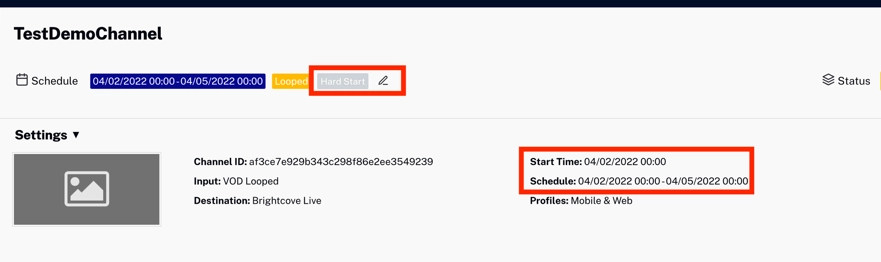 TestDemoChannel
Schedule 04/02/2022 00:00 - 04/05/2022 00:00 Looped Hard Start Status
Settings ▼
Channel ID: af3ce7e929b343c298f86e2ee3549239 Start Time: 04/02/2022 00:00
Input: VOD Looped Schedule: 04/02/2022 00:00 - 04/05/2022 00:00
Destination: Brightcove Live Profiles: Mobile & Web